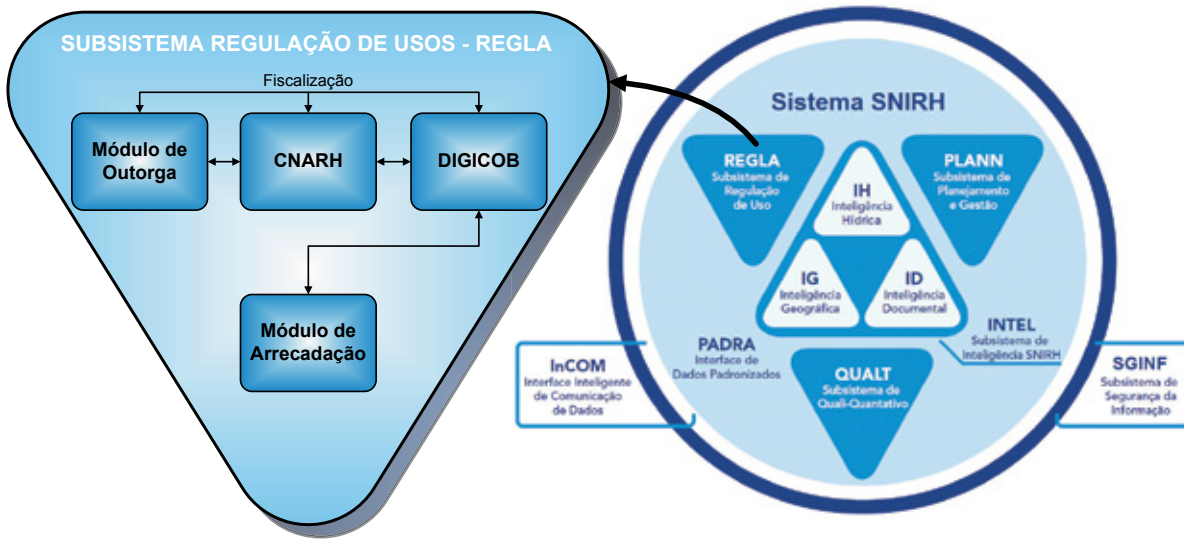 SUBSISTEMA REGULAÇÃO DE USOS - REGLA
Fiscalização
Módulo de
Outorga
CNARH
DIGICOB
Módulo de
Arrecadação
Sistema SNIRH
REGLA
Subsistema de
Regulação
de Uso
PLANN
Subsistema de
Planejamento
e Gestão
IH
Inteligência
Hídrica
IG
Inteligência
Geográfica
ID
Inteligência
Documental
PADRA
Interface de
Dados Padronizados
INTEL
Subsistema de
Inteligência SNIRH
InCOM
Interface Inteligente
de Comunicação
de Dados
QUALT
Subsistema de
Quali-Quantativo
SGINF
Subsistema de
Segurança da
Informação